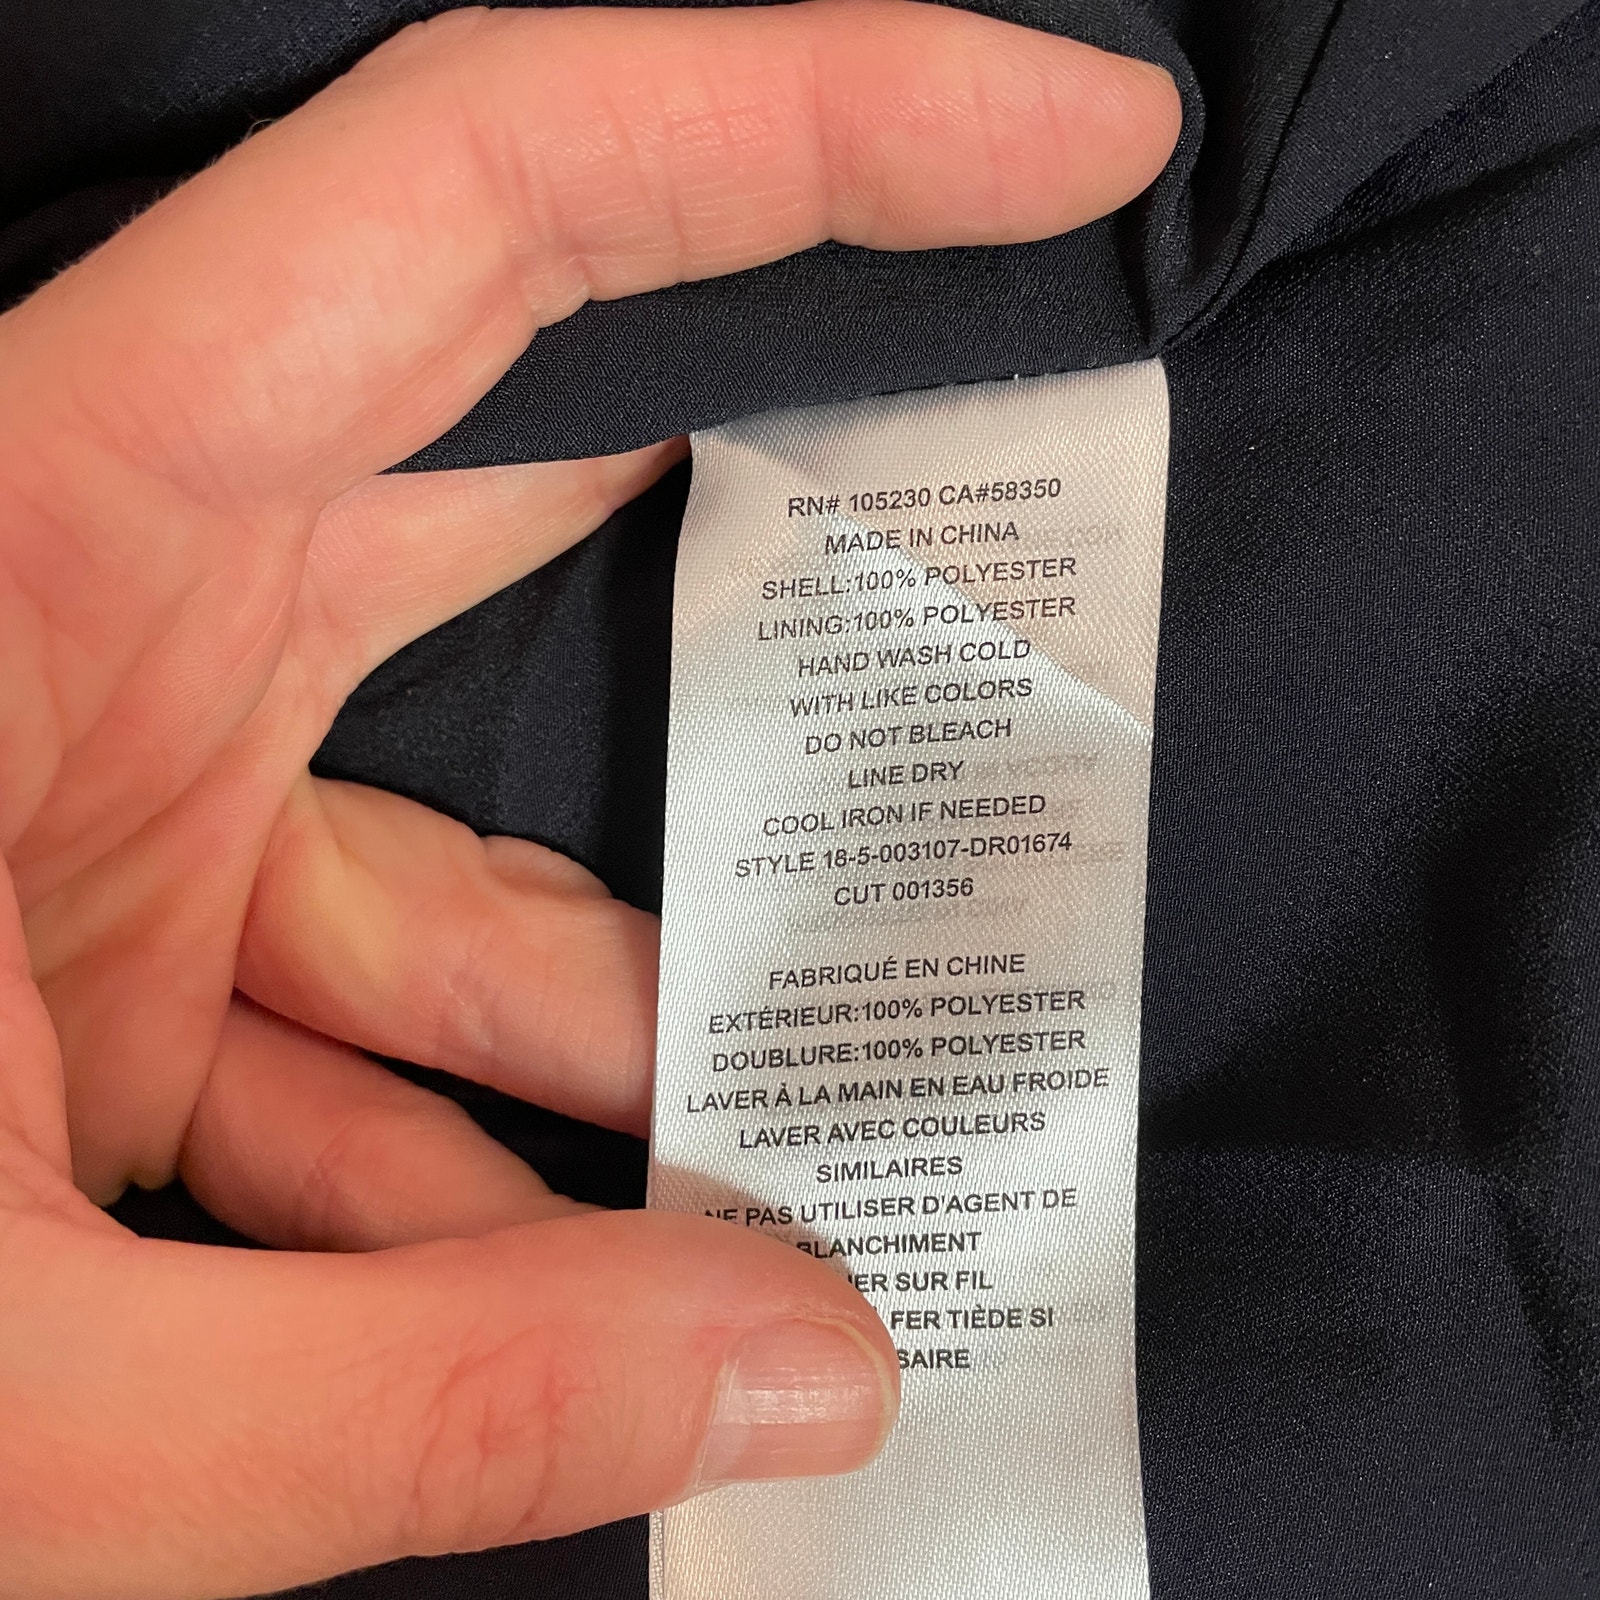 RN# 105230 CA#58350
MADE IN CHINA
SHELL:100% POLYESTER
LINING:100% POLYESTER
HAND WASH COLD
WITH LIKE COLORS
DO NOT BLEACH
LINE DRY
COOL IRON IF NEEDED
STYLE 18-5-003107-DR01674
CUT 001356
FABRIQUÉ EN CHINE
EXTÉRIEUR:100% POLYESTER
DOUBLURE:100% POLYESTER
LAVER À LA MAIN EN EAU FROIDE
LAVER AVEC COULEURS
SIMILAIRES
NE PAS UTILISER D'AGENT DE
BLANCHIMENT
SUR FIL
FER TIÈDE SI